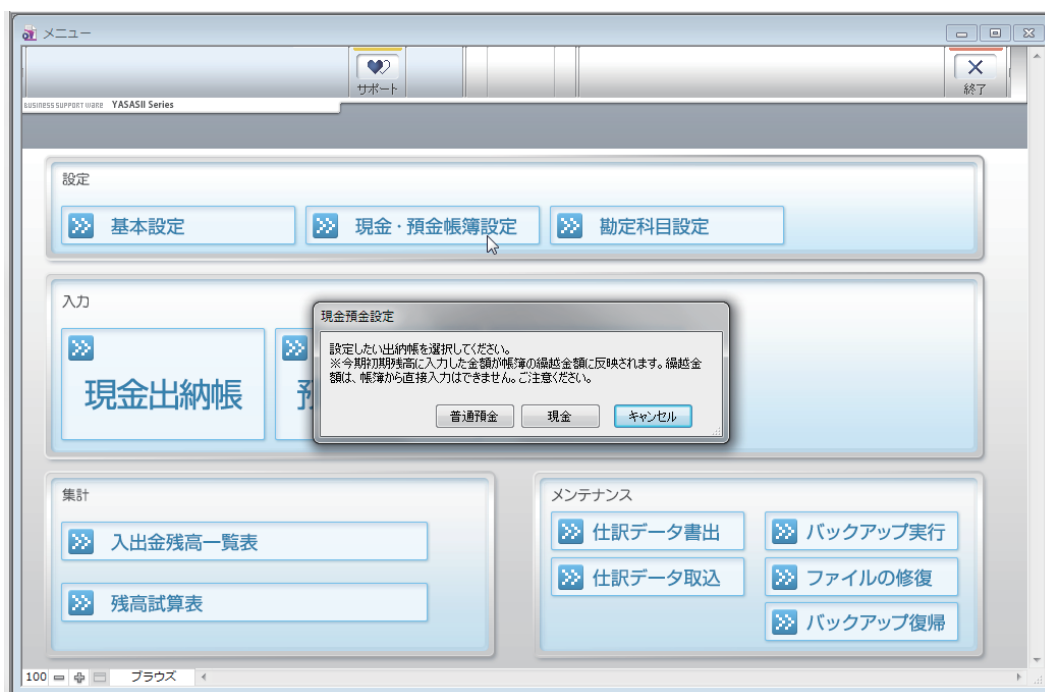 メニュー
サポート
終了
BUSINESS SUPPORT WARE YASASII Series
設定
基本設定
現金・預金帳簿設定
勘定科目設定
入力
現金出納帳
預
現金預金設定
設定したい出納帳を選択してください。
※今期初期残高に入力した金額が帳簿の繰越金額に反映されます。繰越金
額は、帳簿から直接入力はできません。ご注意ください。
普通預金
現金
キャンセル
集計
入出金残高一覧表
残高試算表
メンテナンス
仕訳データ書出
バックアップ実行
仕訳データ取込
ファイルの修復
バックアップ復帰
100
ブラウズ